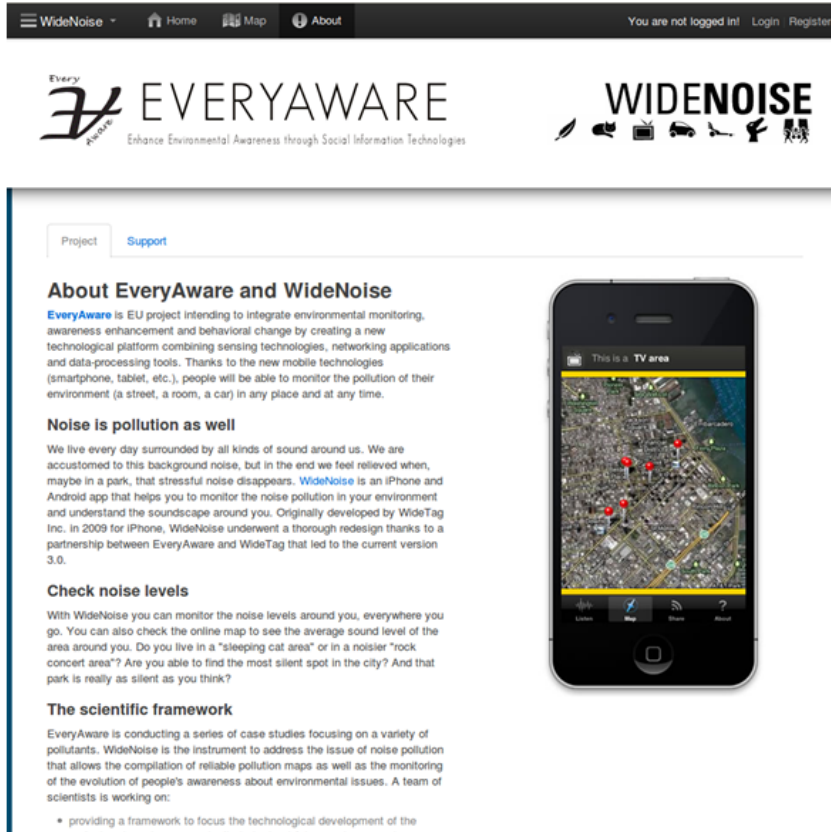 WideNoise Home Map About You are not logged in! Login Register
Every
Aware
EVERYAWARE
Enhance Environmental Awareness through Social Information Technologies
WIDENOISE
Project Support
About EveryAware and WideNoise
EveryAware is EU project intending to integrate environmental monitoring,
awareness enhancement and behavioral change by creating a new
technological platform combining sensing technologies, networking applications
and data-processing tools. Thanks to the new mobile technologies
(smartphone, tablet, etc.), people will be able to monitor the pollution of their
environment (a street, a room, a car) in any place and at any time.
Noise is pollution as well
We live every day surrounded by all kinds of sound around us. We are
accustomed to this background noise, but in the end we feel relieved when,
maybe in a park, that stressful noise disappears. WideNoise is an iPhone and
Android app that helps you to monitor the noise pollution in your environment
and understand the soundscape around you. Originally developed by WideTag
Inc. in 2009 for iPhone, WideNoise underwent a thorough redesign thanks to a
partnership between EveryAware and WideTag that led to the current version
3.0.
Check noise levels
With WideNoise you can monitor the noise levels around you, everywhere you
go. You can also check the online map to see the average sound level of the
area around you. Do you live in a "sleeping cat area" or in a noisier "rock
concert area"? Are you able to find the most silent spot in the city? And that
park is really as silent as you think?
The scientific framework
EveryAware is conducting a series of case studies focusing on a variety of
pollutants. WideNoise is the instrument to address the issue of noise pollution
that allows the compilation of reliable pollution maps as well as the monitoring
of the evolution of people's awareness about environmental issues. A team of
scientists is working on:
• providing a framework to focus the technological development of the
This is a TV area
Listen Map Share About